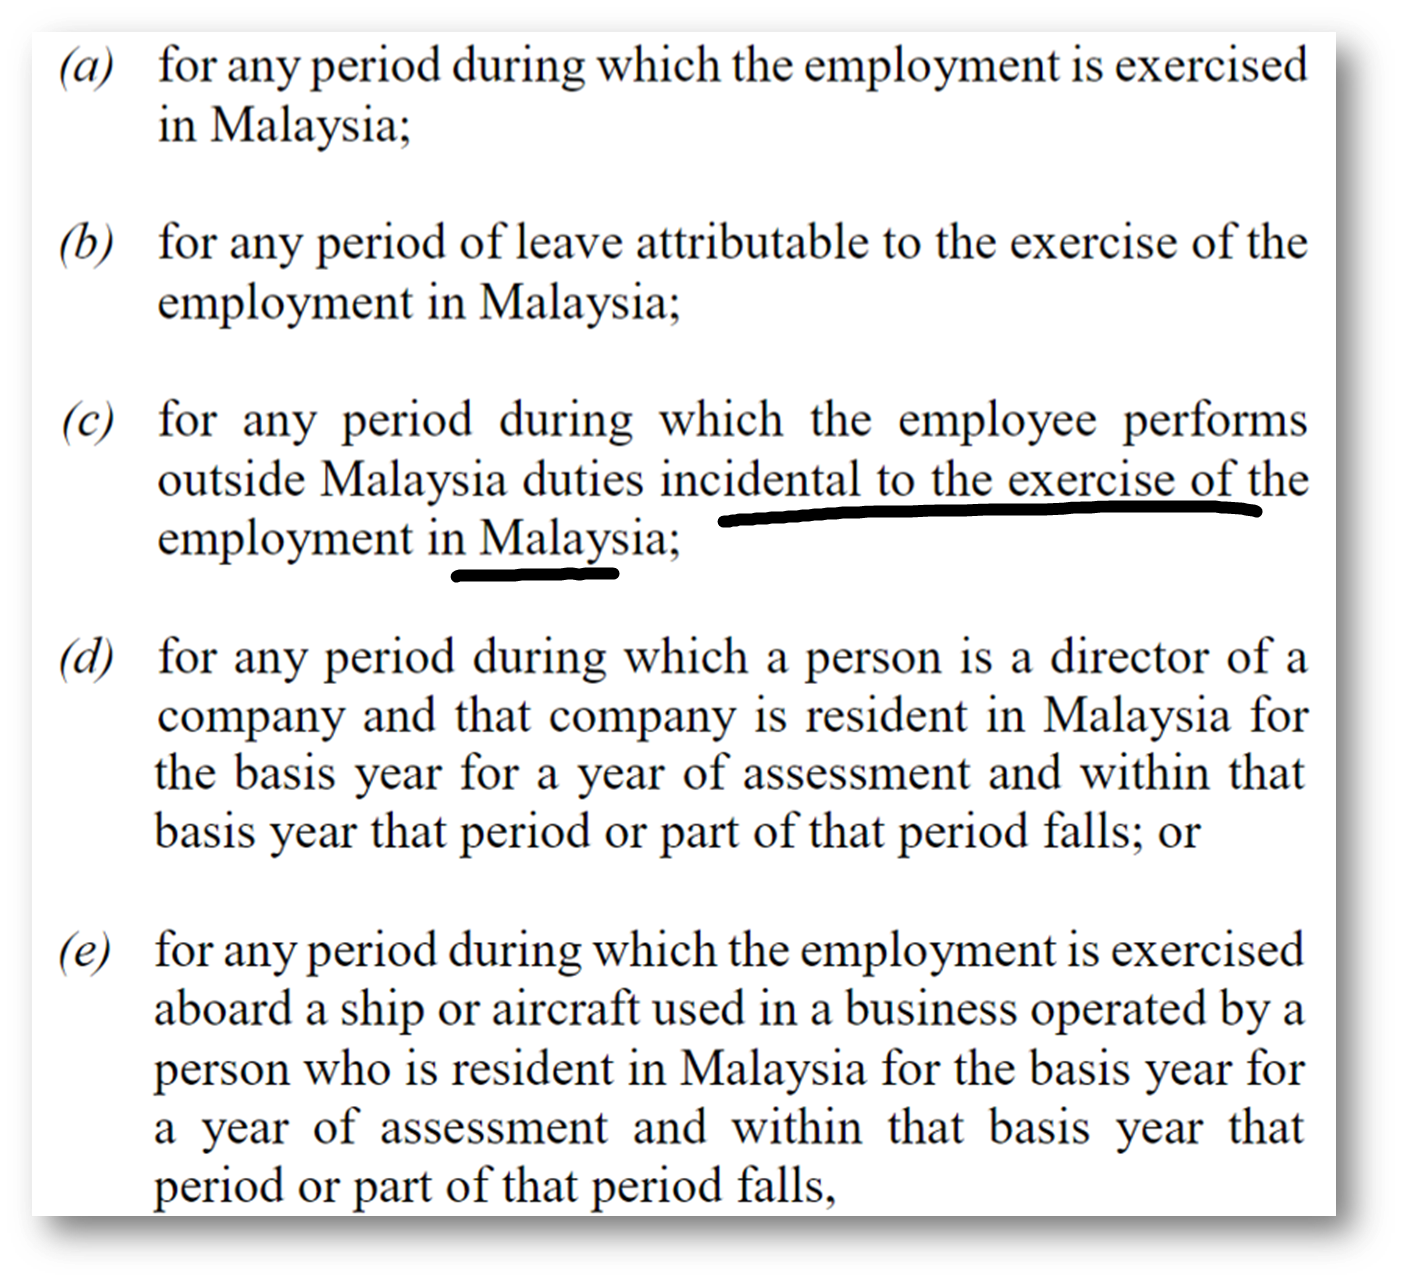 (a) for any period during which the employment is exercised
in Malaysia;
(b) for any period of leave attributable to the exercise of the
employment in Malaysia;
(c) for any period during which the employee performs
outside Malaysia duties incidental to the exercise of the
employment in Malaysia;
(d) for any period during which a person is a director of a
company and that company is resident in Malaysia for
the basis year for a year of assessment and within that
basis year that period or part of that period falls; or
(e) for any period during which the employment is exercised
aboard a ship or aircraft used in a business operated by a
person who is resident in Malaysia for the basis year for
a year of assessment and within that basis year that
period or part of that period falls,